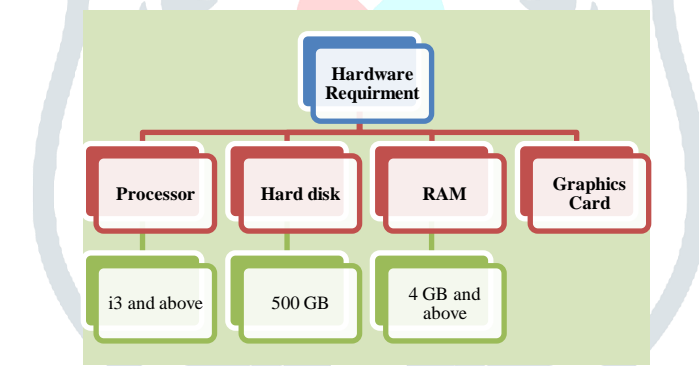 Hardware
Requirment
Processor
Hard disk
RAM
Graphics
Card
i3 and above
500 GB
4 GB and
above